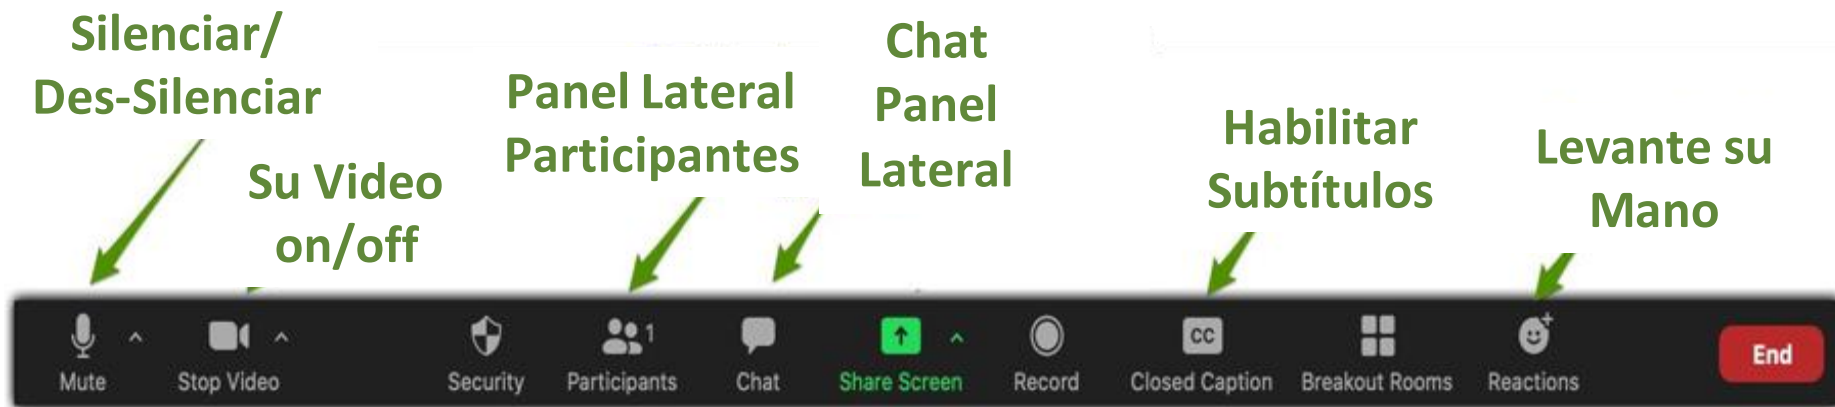 Silenciar/
Des-Silenciar
Su Video
on/off
Panel Lateral
Participantes
Chat
Panel
Lateral
Habilitar
Subtítulos
Levante su
Mano
Mute
Stop Video
Security
1
Participants
Chat
Share Screen
Record
CC
Closed Caption
Breakout Rooms
Reactions
End